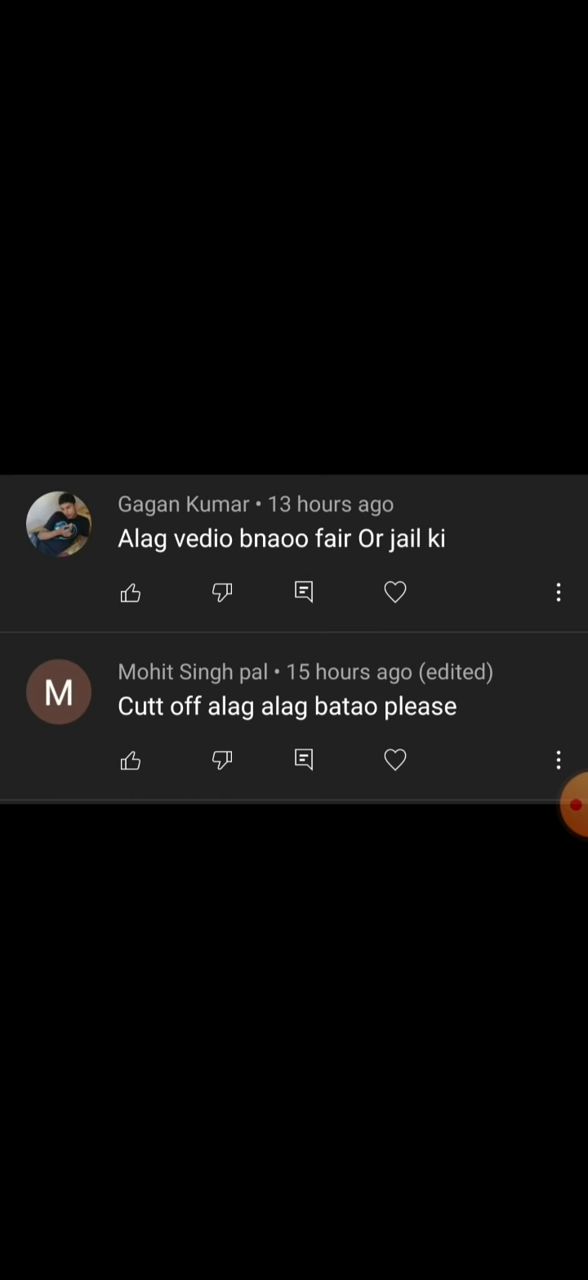 Gagan Kumar • 13 hours ago
Alag vedio bnaoo fair Or jail ki
M
Mohit Singh pal • 15 hours ago (edited)
Cutt off alag alag batao please